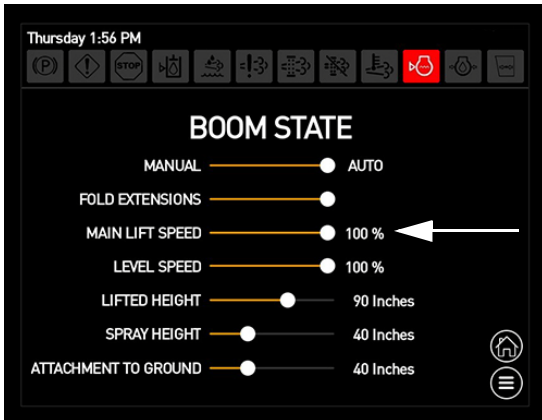 Thursday 1:56 PM
(P) STOP
BOOM STATE
MANUAL AUTO
FOLD EXTENSIONS
MAIN LIFT SPEED 100 %
LEVEL SPEED 100 %
LIFTED HEIGHT 90 Inches
SPRAY HEIGHT 40 Inches
ATTACHMENT TO GROUND 40 Inches